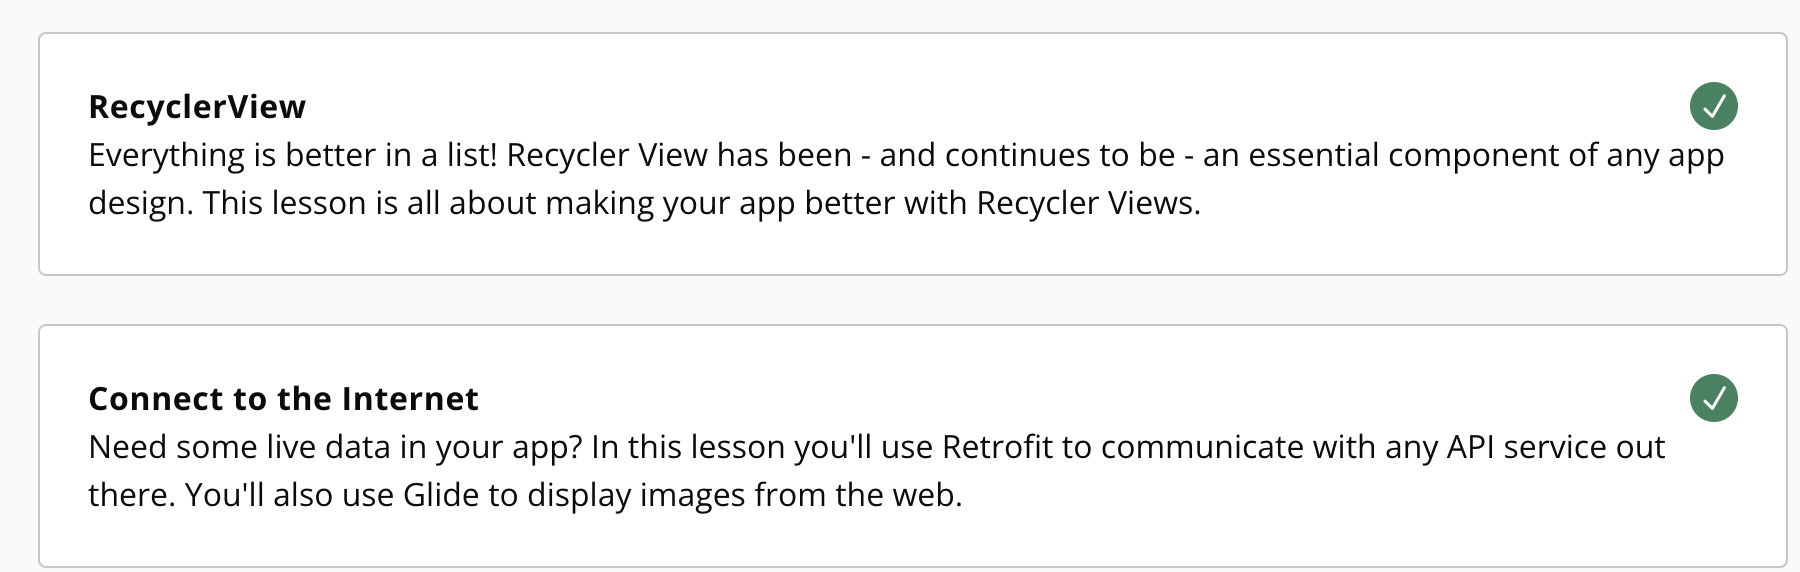 RecyclerView
Everything is better in a list! Recycler View has been - and continues to be - an essential component of any app
design. This lesson is all about making your app better with Recycler Views.
Connect to the Internet
Need some live data in your app? In this lesson you'll use Retrofit to communicate with any API service out
there. You'll also use Glide to display images from the web.